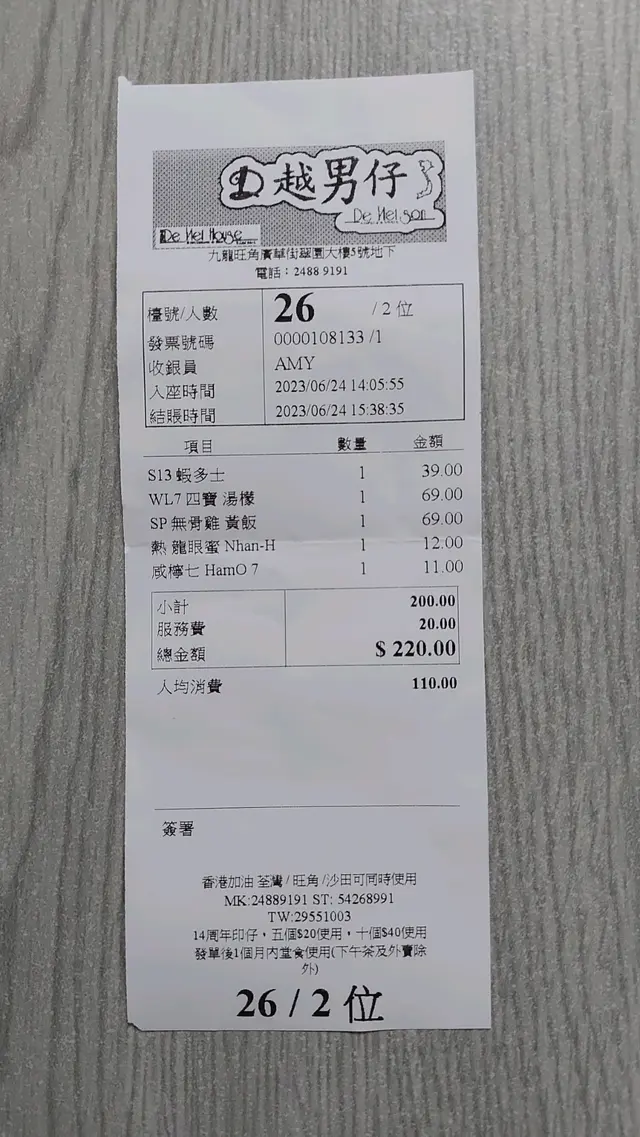 D越男仔
De Nei son
De Nei House
九龍旺角廣華街翠園大樓5號地下
電話：2488 9191
檯號/人數 26 / 2 位
發票號碼 0000108133 /1
收銀員 AMY
入座時間 2023/06/24 14:05:55
結賬時間 2023/06/24 15:38:35
項目 數量 金額
S13 蝦多士 1 39.00
WL7 四寶 湯檬 1 69.00
SP 無骨雞 黃飯 1 69.00
熱 龍眼蜜 Nhan-H 1 12.00
咸檸七 HamO 7 1 11.00
小計 200.00
服務費 20.00
總金額 $ 220.00
人均消費 110.00
簽署
香港加油 荃灣 / 旺角 /沙田可同時使用
MK:24889191 ST: 54268991
TW:29551003
14周年印仔，五個$20使用，十個$40使用
發單後1個月內堂食使用(下午茶及外賣除
外)
26 / 2 位